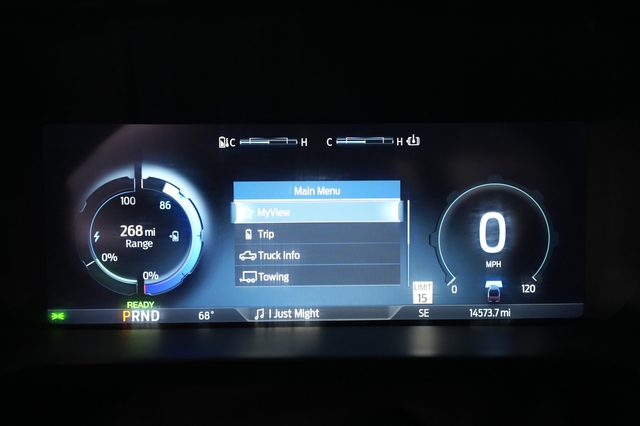 C H C H
100 86
268 mi
Range
0%
0%
READY
PRND
68°
Main Menu
MyView
Trip
Truck Info
Towing
I Just Might
LIMIT
15
SE
0
MPH
0 120
14573.7 mi